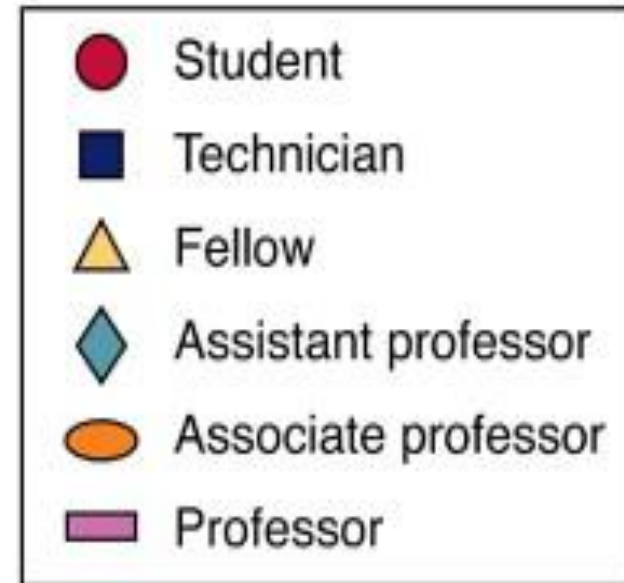 Student
Technician
Fellow
Assistant professor
Associate professor
Professor